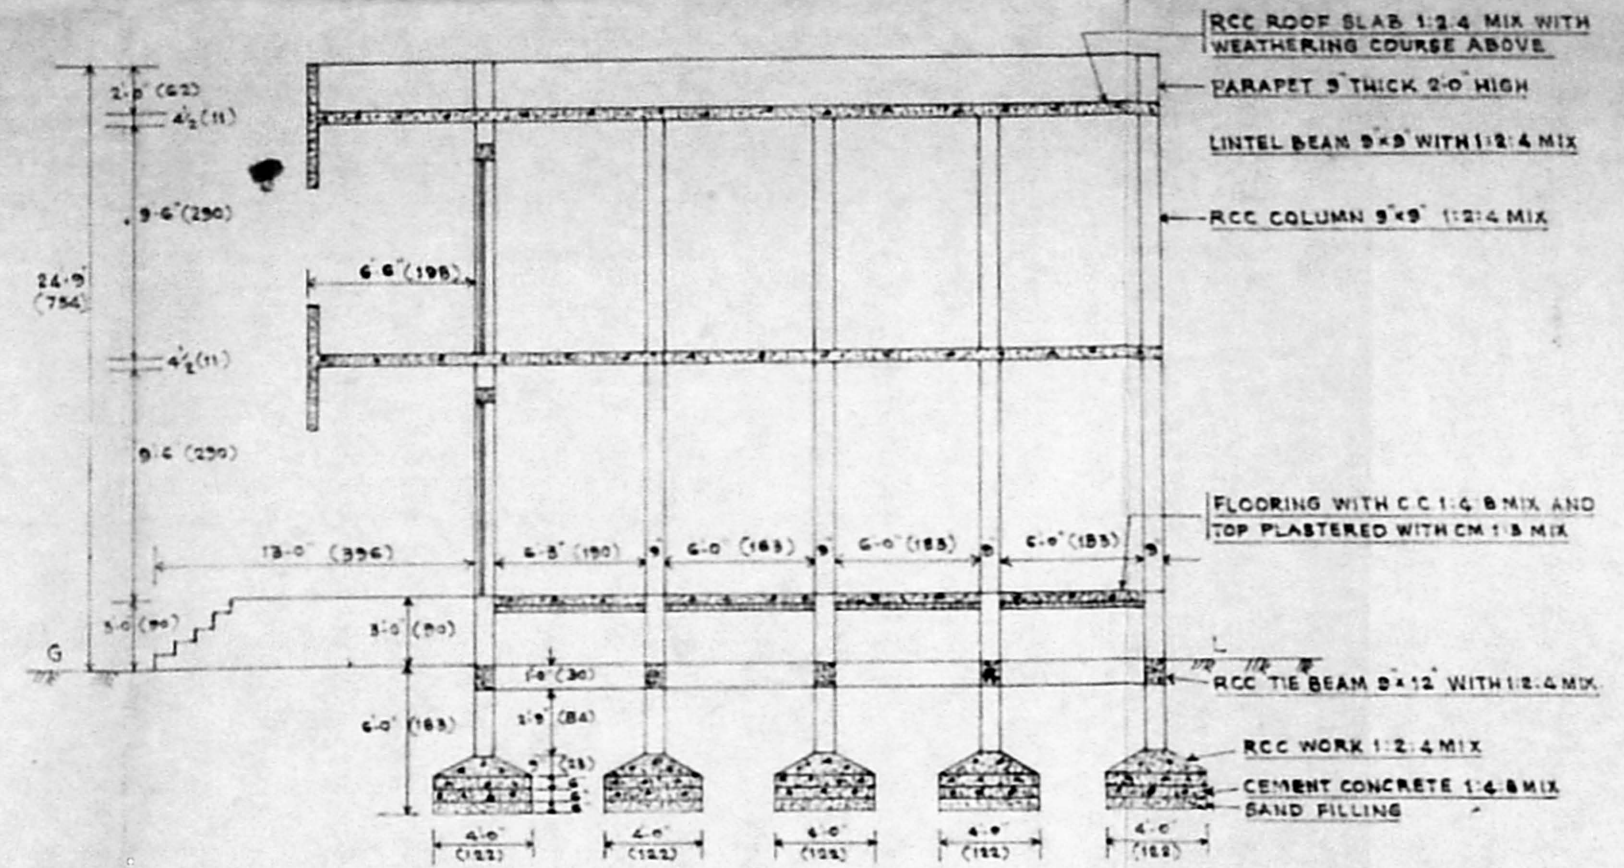 RCC ROOF SLAB 1:2:4 MIX WITH
WEATHERING COURSE ABOVE
PARAPET 9" THICK 2'-0" HIGH
LINTEL BEAM 9"×9" WITH 1:2:4 MIX
RCC COLUMN 9"×9" 1:2:4 MIX
FLOORING WITH C C 1:4:8 MIX AND
TOP PLASTERED WITH CM 1:3 MIX
RCC TIE BEAM 9"×12" WITH 1:2:4 MIX
RCC WORK 1:2:4 MIX
CEMENT CONCRETE 1:4:8 MIX
SAND FILLING
2'-0" (62)
4½ (11)
9'-6" (290)
24'-9"
(754)
6'-6" (198)
4½ (11)
9'-6 (290)
13'-0" (396)
6'-3" (190)
9"
6'-0" (183)
9"
6'-0" (183)
9"
6'-0" (183)
9"
3'-0" (90)
3'-0" (90)
G
L
1'-0" (30)
6'-0" (183)
2'-9" (84)
9" (23)
6
6
6
4'-0"
(122)
4'-0"
(122)
4'-0"
(122)
4'-0"
(122)
4'-0"
(122)